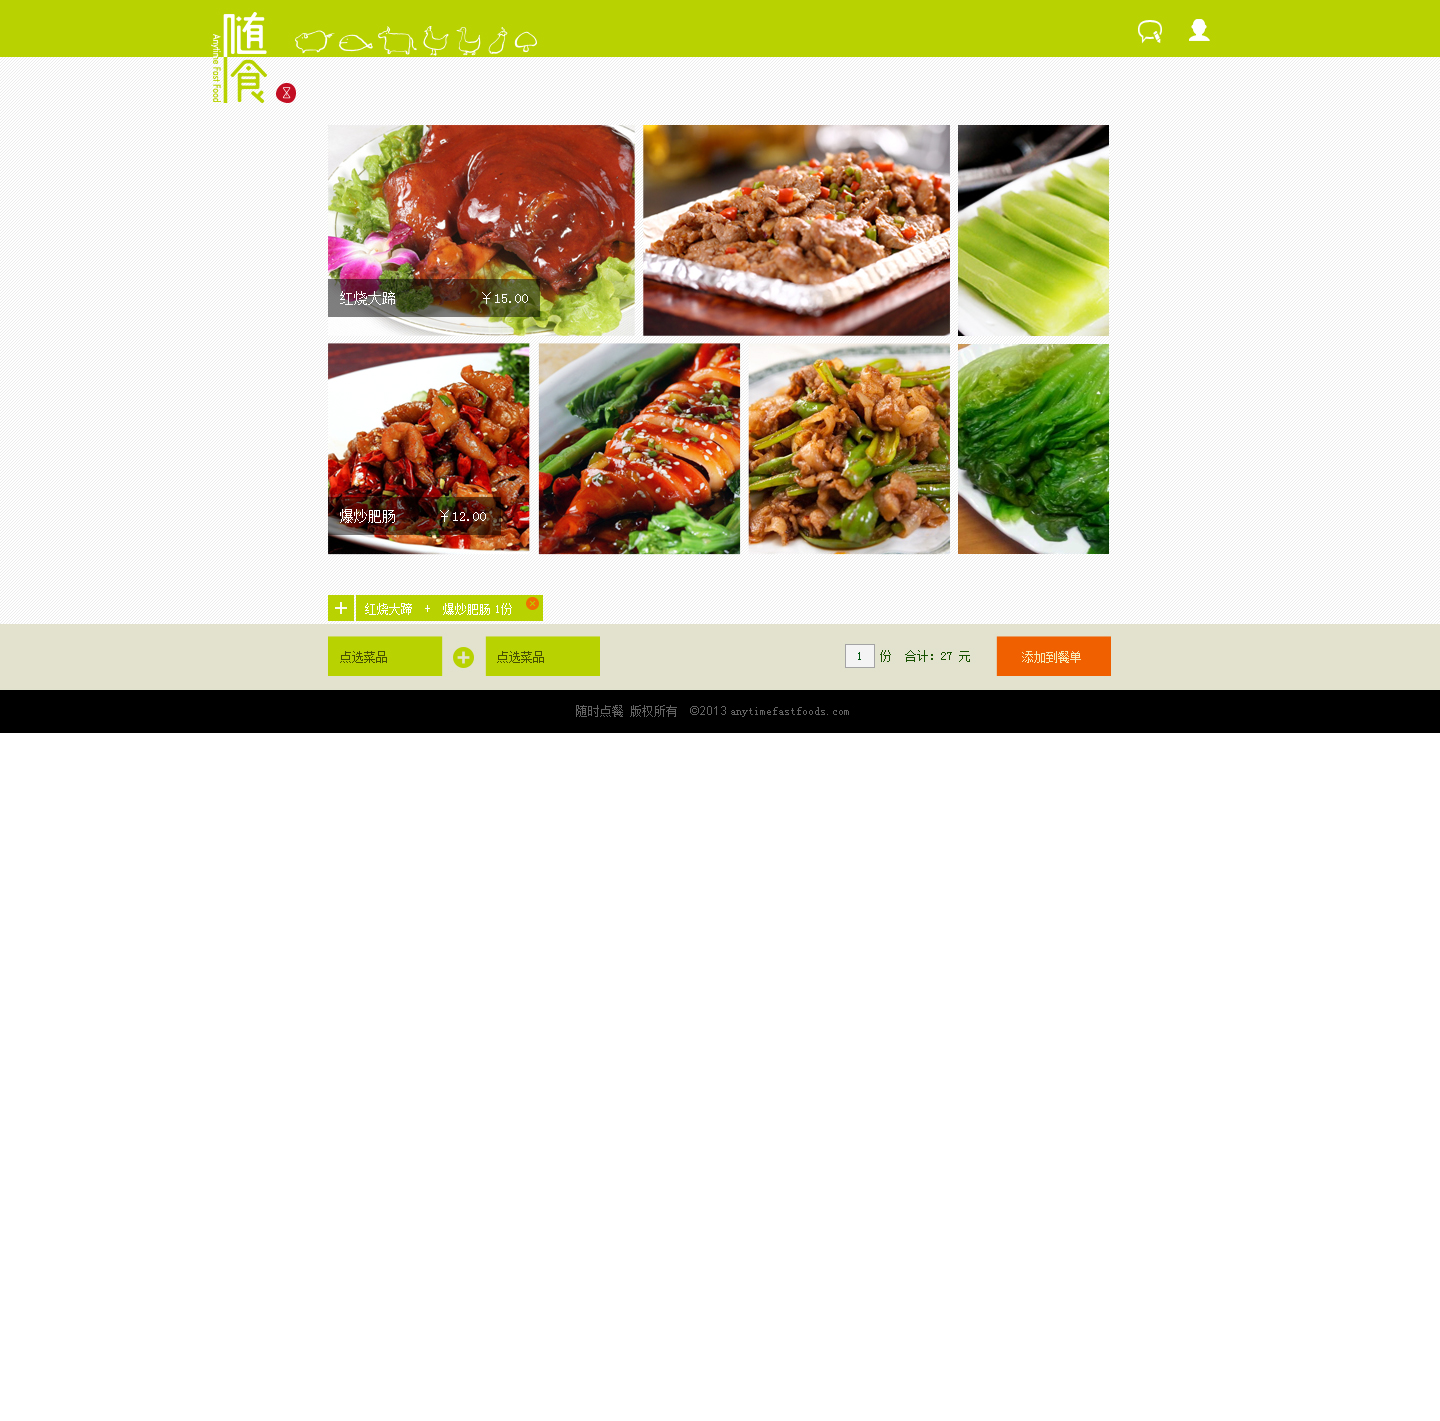 随食
Anytime Fast Food
红烧大蹄 ￥15.00
爆炒肥肠 ￥12.00
红烧大蹄 + 爆炒肥肠 1份
点选菜品
点选菜品
1 份 合计: 27 元
添加到餐单
随时点餐 版权所有 ©2013 anytimefastfoods.com